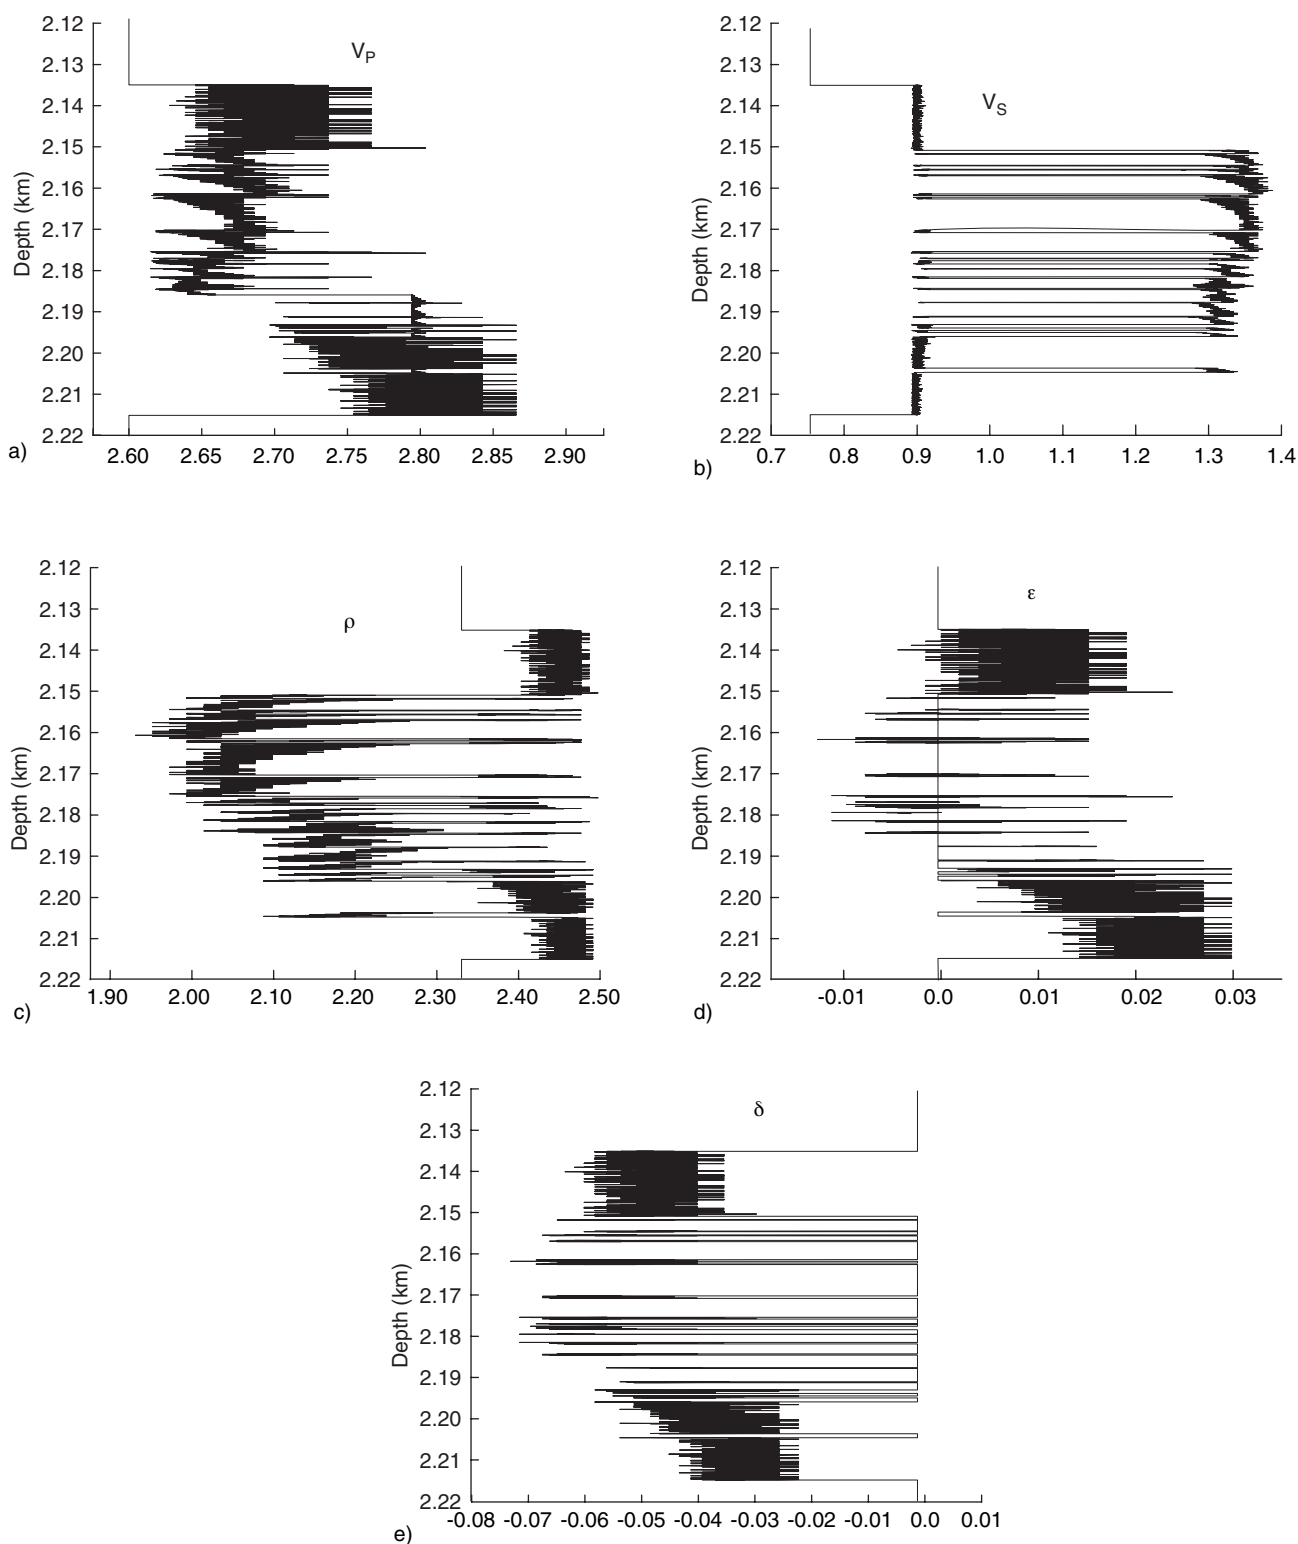 V_P
2.12
2.13
2.14
2.15
2.16
2.17
2.18
2.19
2.20
2.21
2.22
Depth (km)
2.60 2.65 2.70 2.75 2.80 2.85 2.90
a)
V_S
2.12
2.13
2.14
2.15
2.16
2.17
2.18
2.19
2.20
2.21
2.22
Depth (km)
0.7 0.8 0.9 1.0 1.1 1.2 1.3 1.4
b)
ρ
2.12
2.13
2.14
2.15
2.16
2.17
2.18
2.19
2.20
2.21
2.22
Depth (km)
1.90 2.00 2.10 2.20 2.30 2.40 2.50
c)
ε
2.12
2.13
2.14
2.15
2.16
2.17
2.18
2.19
2.20
2.21
2.22
Depth (km)
-0.01 0.0 0.01 0.02 0.03
d)
δ
2.12
2.13
2.14
2.15
2.16
2.17
2.18
2.19
2.20
2.21
2.22
Depth (km)
-0.08 -0.07 -0.06 -0.05 -0.04 -0.03 -0.02 -0.01 0.0 0.01
e)